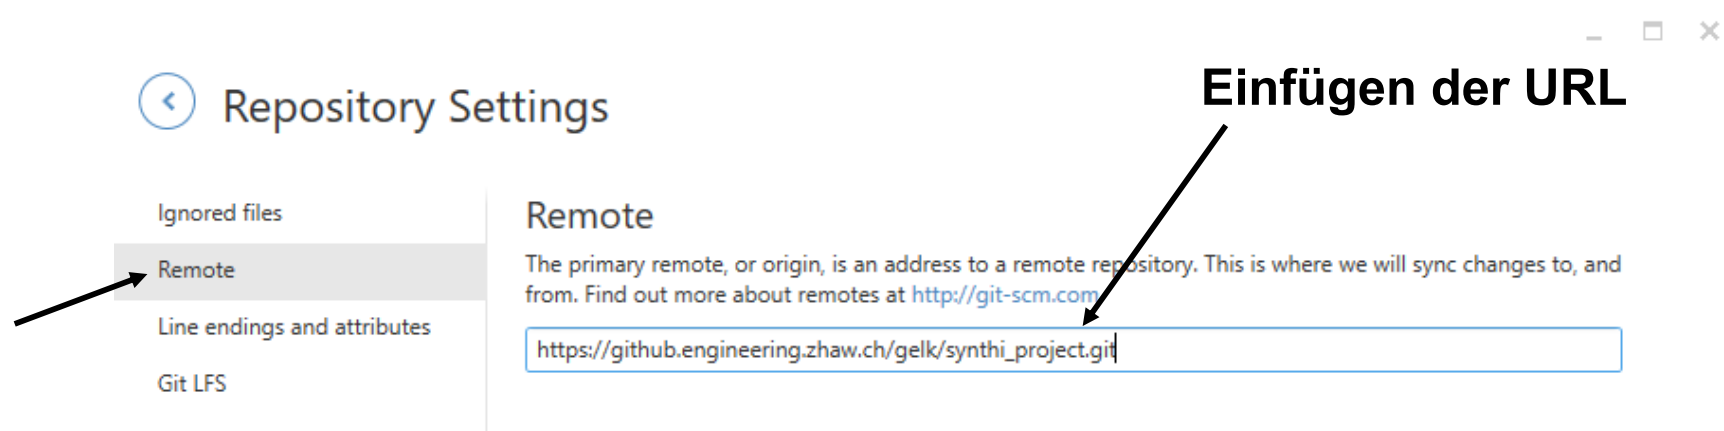 Einfügen der URL
Repository Settings
Ignored files
Remote
Line endings and attributes
Git LFS
Remote
The primary remote, or origin, is an address to a remote repository. This is where we will sync changes to, and
from. Find out more about remotes at http://git-scm.com
https://github.engineering.zhaw.ch/gelk/synthi_project.git